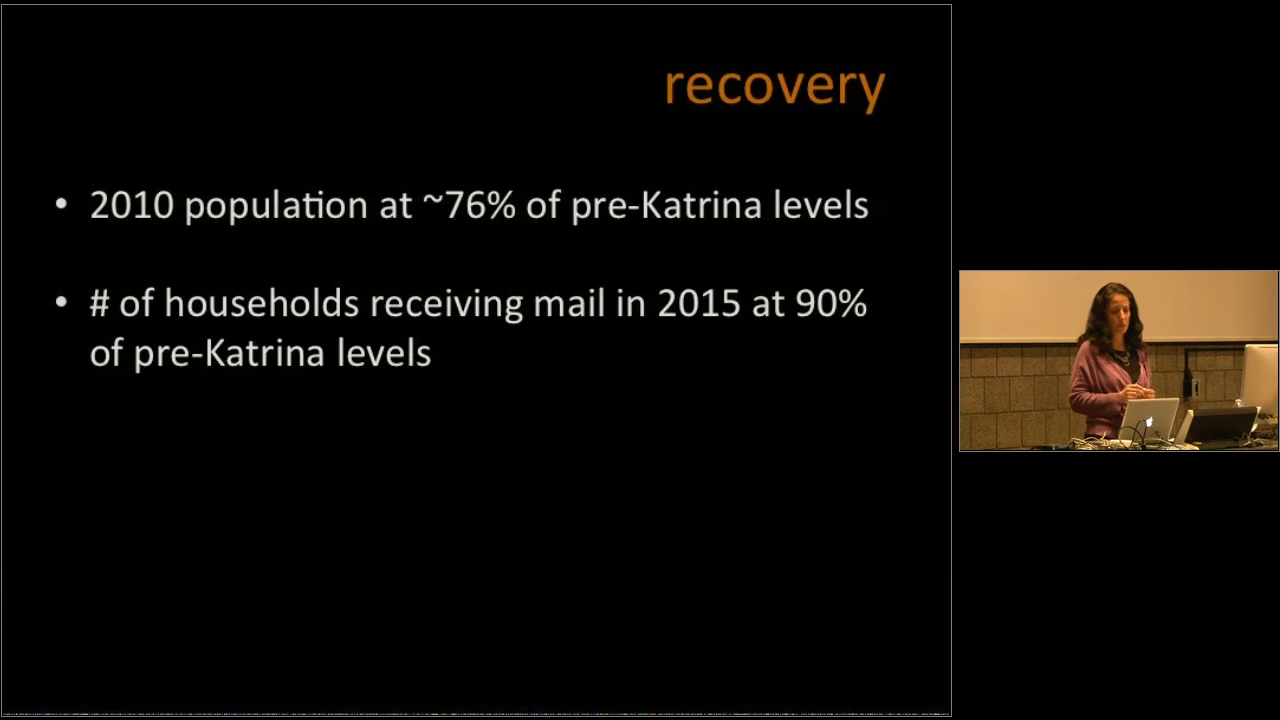 recovery
• 2010 population at ~76% of pre-Katrina levels
• # of households receiving mail in 2015 at 90%
of pre-Katrina levels